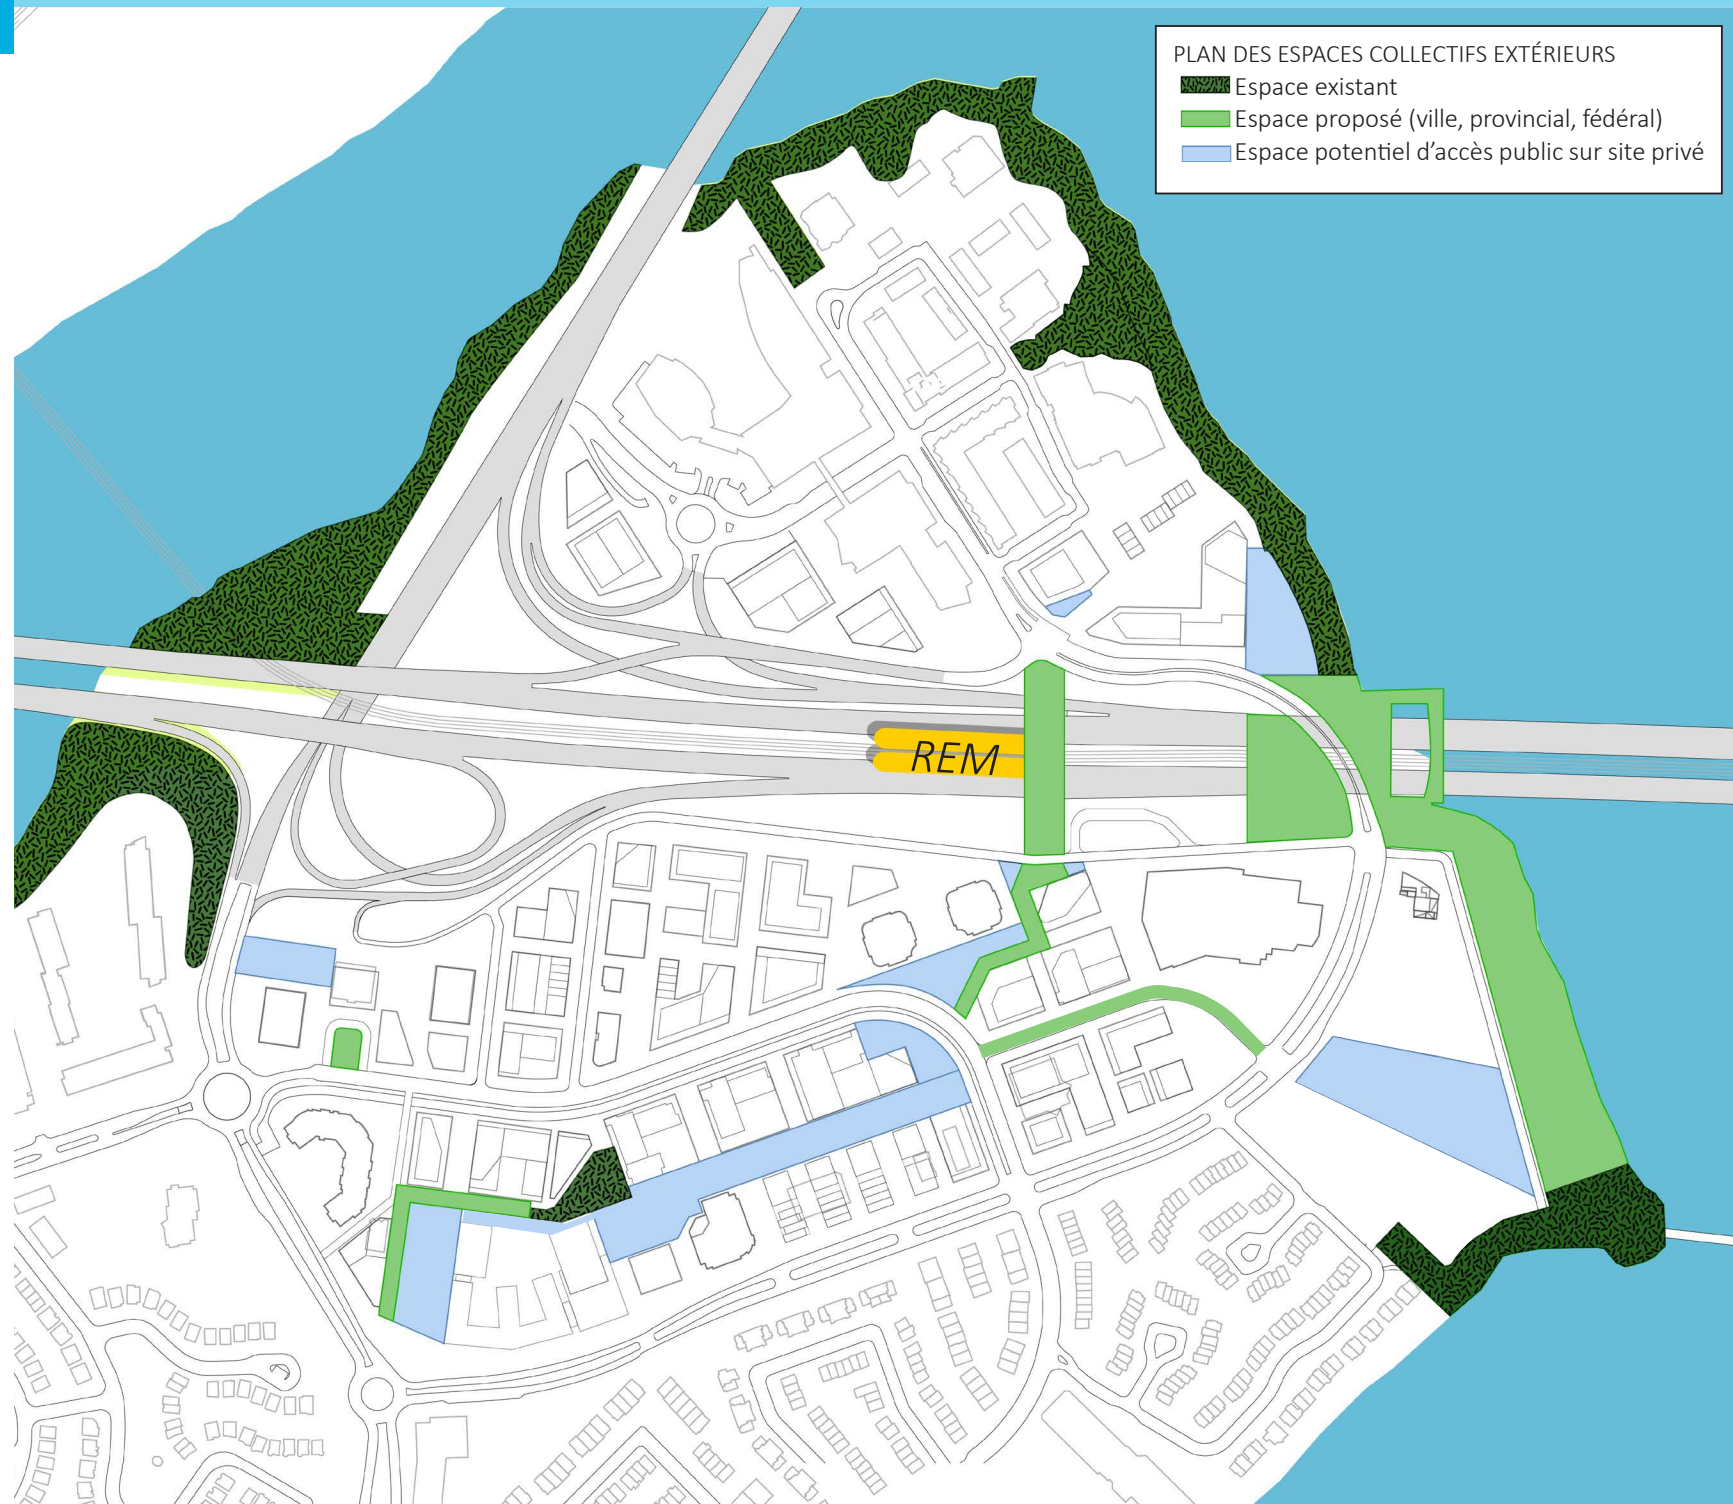 PLAN DES ESPACES COLLECTIFS EXTÉRIEURS
Espace existant
Espace proposé (ville, provincial, fédéral)
Espace potentiel d'accès public sur site privé
REM